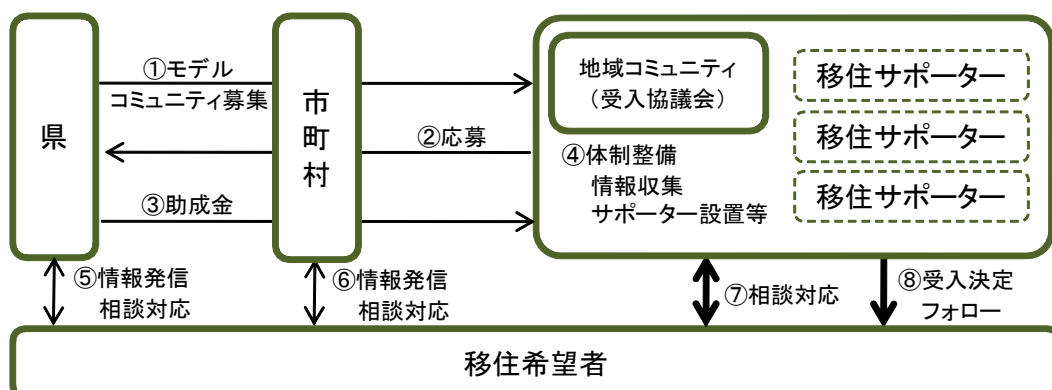 県
①モデル
コミュニティ募集
③助成金
市
町
村
②応募
地域コミュニティ
（受入協議会）
④体制整備
情報収集
サポーター設置等
移住サポーター
移住サポーター
移住サポーター
⑤情報発信
相談対応
⑥情報発信
相談対応
⑦相談対応
⑧受入決定
フォロー
移住希望者